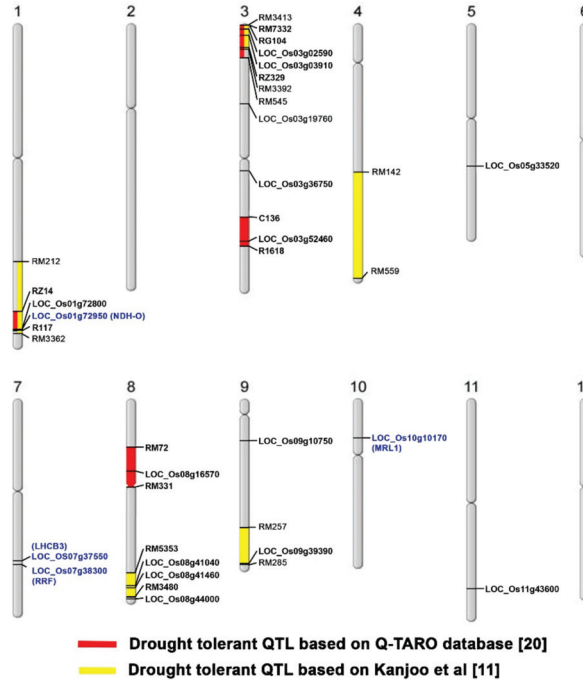 1
2
3
4
5
6
RM3413
RM7332
RG104
LOC_Os03g02590
LOC_Os03g03910
RZ329
RM3392
RM545
LOC_Os03g19760
LOC_Os03g36750
C136
LOC_Os03g52460
R1618
RM142
RM559
LOC_Os05g33520
RM212
RZ14
LOC_Os01g72800
LOC_Os01g72950 (NDH-O)
R117
RM3362
7
8
9
10
11
1
(LHCB3)
LOC_OS07g37550
LOC_Os07g38300
(RRF)
RM72
LOC_Os08g16570
RM331
RM5353
LOC_Os08g41040
LOC_Os08g41460
RM3480
LOC_Os08g44000
LOC_Os09g10750
RM257
LOC_Os09g39390
RM285
LOC_Os10g10170
(MRL1)
LOC_Os11g43600
Drought tolerant QTL based on Q-TARO database [20]
Drought tolerant QTL based on Kanjoo et al [11]